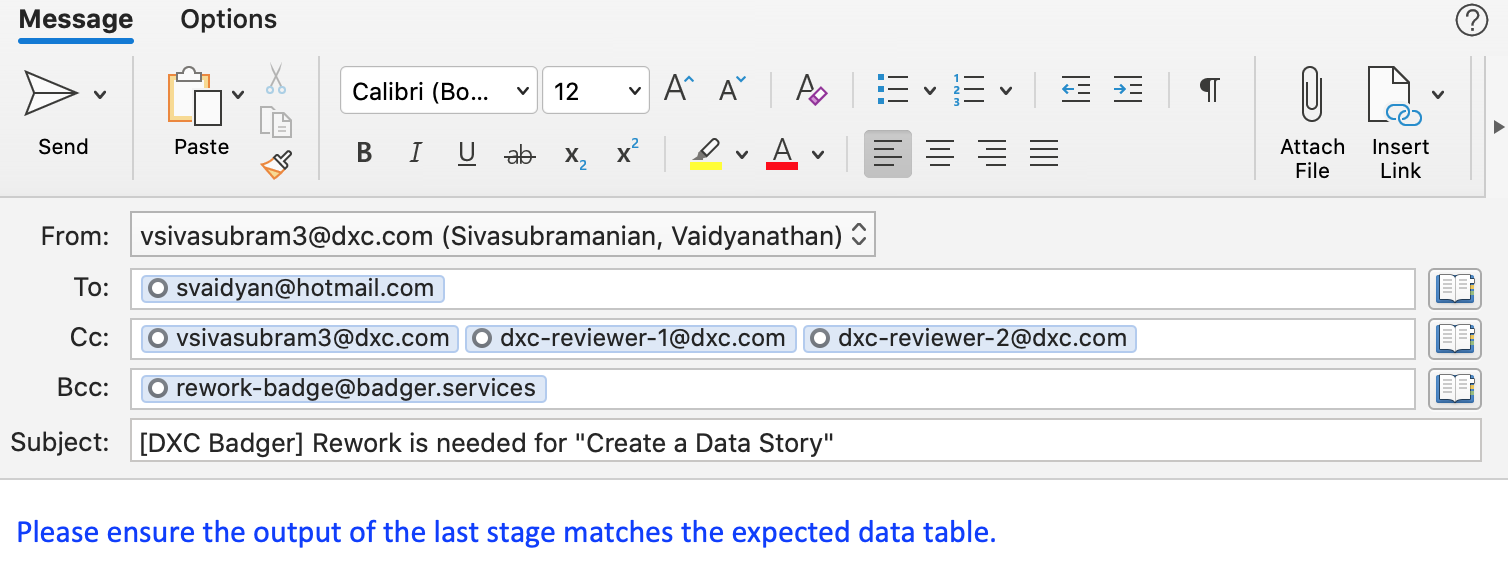 Message Options
Send
Paste
Calibri (Bo... 12
B I U ab x2 x2
A
Attach File
Insert Link
From: vsivasubram3@dxc.com (Sivasubramanian, Vaidyanathan)
To: svaidyan@hotmail.com
Cc: vsivasubram3@dxc.com dxc-reviewer-1@dxc.com dxc-reviewer-2@dxc.com
Bcc: rework-badge@badger.services
Subject: [DXC Badger] Rework is needed for "Create a Data Story"
Please ensure the output of the last stage matches the expected data table.